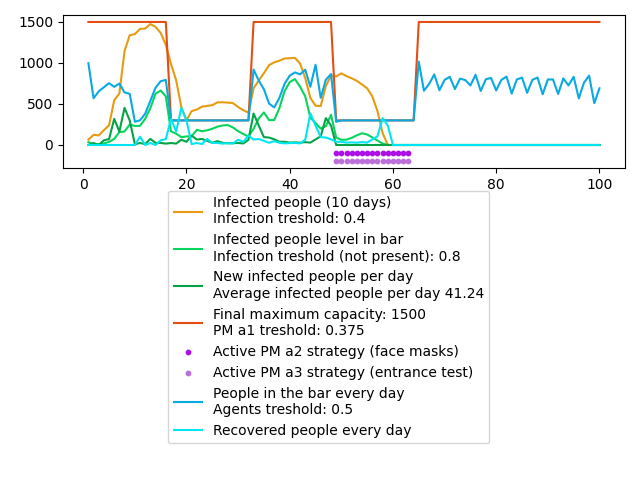 1500
1000
500
0
0 20 40 60 80 100
Infected people (10 days)
Infection treshold: 0.4
Infected people level in bar
Infection treshold (not present): 0.8
New infected people per day
Average infected people per day 41.24
Final maximum capacity: 1500
PM a1 treshold: 0.375
Active PM a2 strategy (face masks)
Active PM a3 strategy (entrance test)
People in the bar every day
Agents treshold: 0.5
Recovered people every day